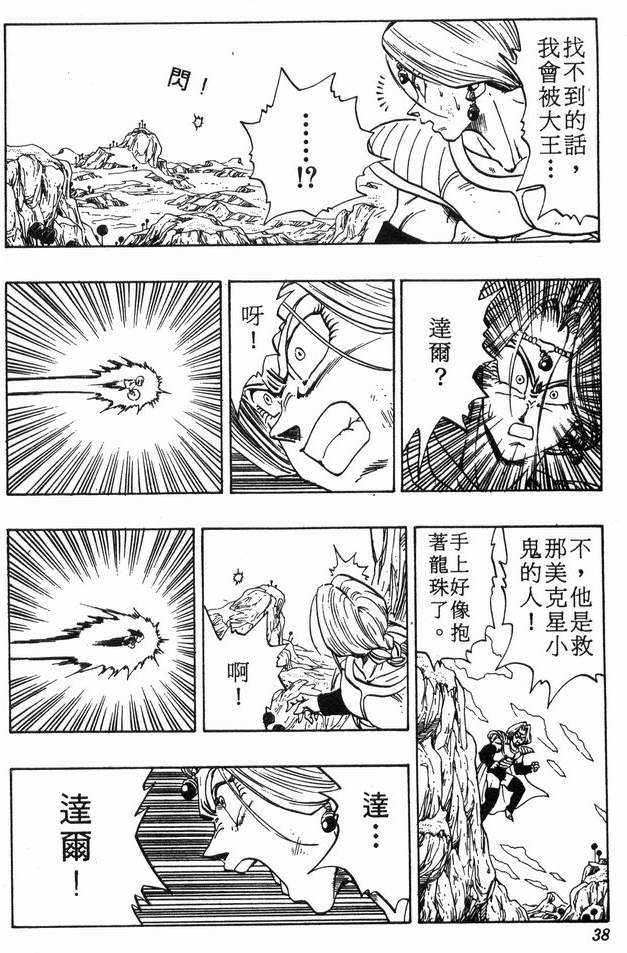 找不到的話，
我會被大王…
……!?
閃！
達爾？
呀！
不，他是救
那美克星小
鬼的人！
手上好像抱
著龍珠了。
啊！
達…
達爾！
38